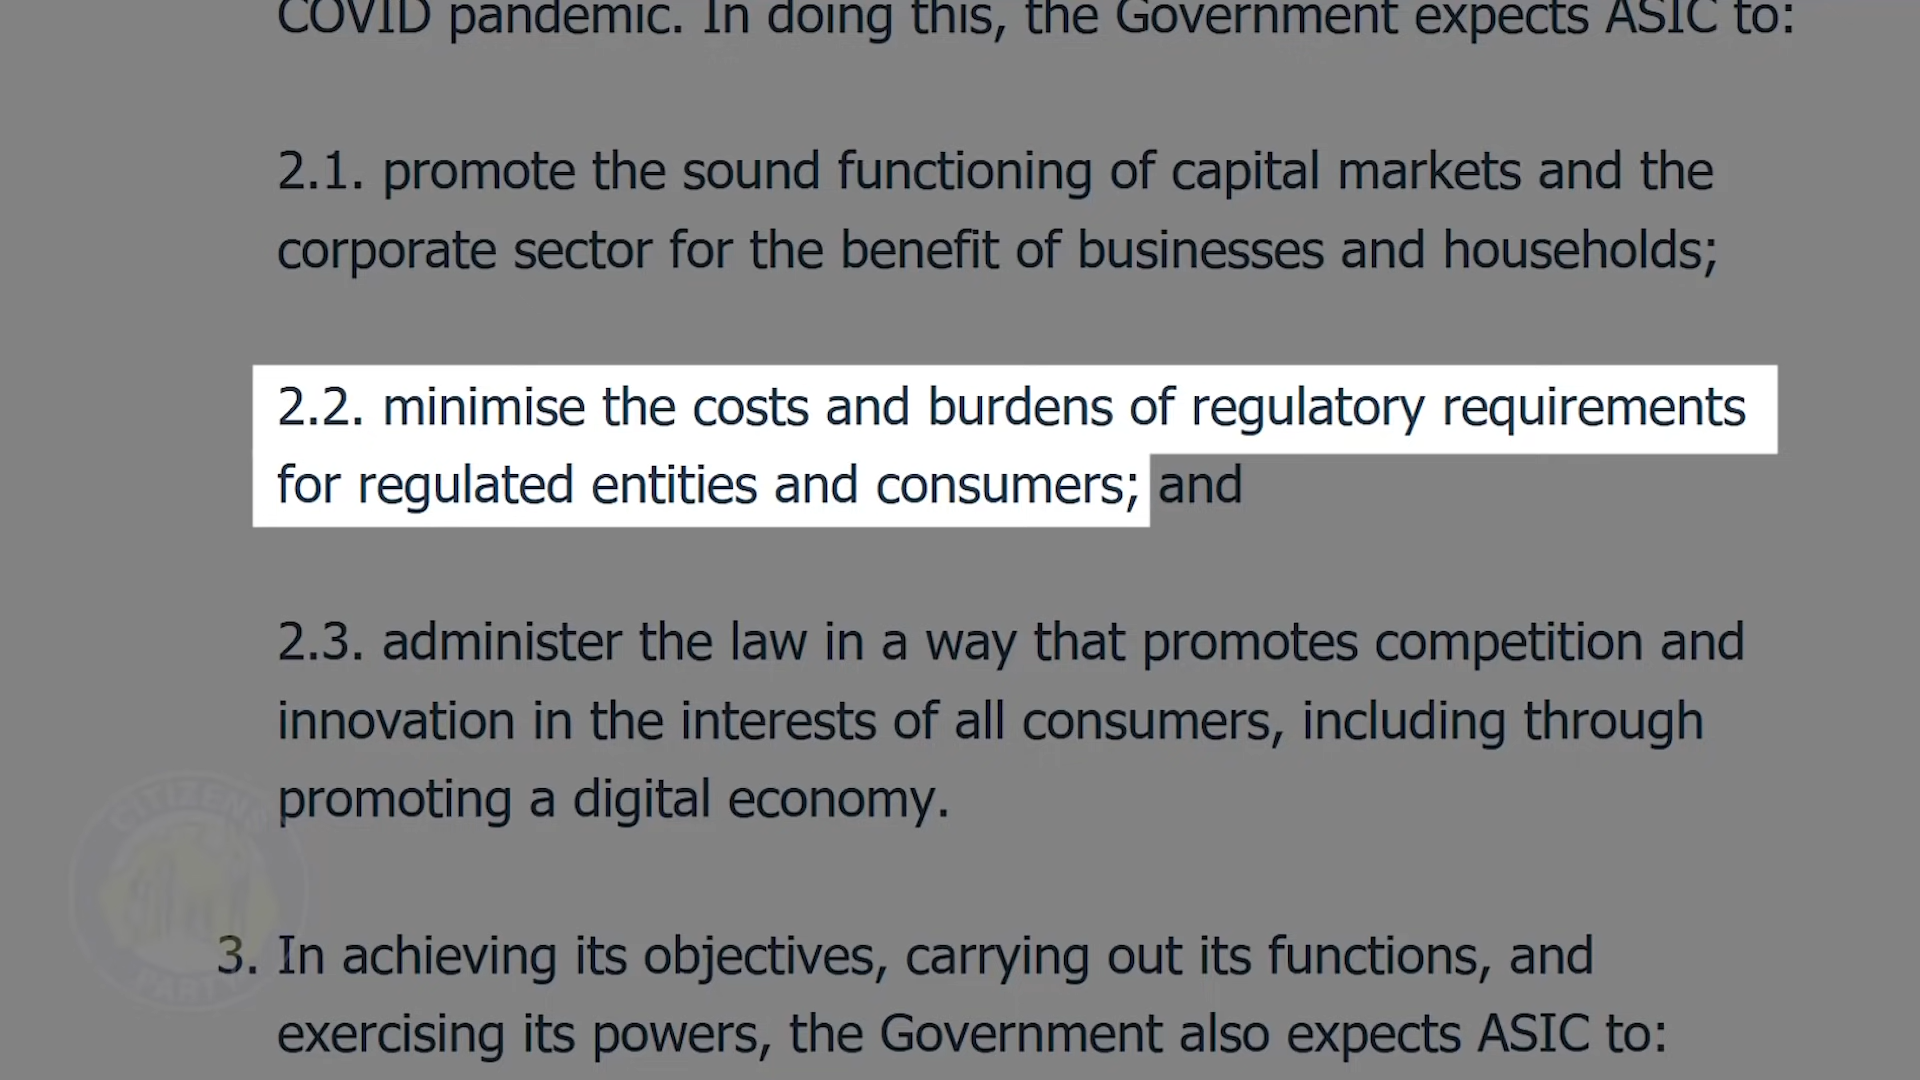 COVID pandemic. In doing this, the Government expects ASIC to:
2.1. promote the sound functioning of capital markets and the
corporate sector for the benefit of businesses and households;
2.2. minimise the costs and burdens of regulatory requirements
for regulated entities and consumers; and
2.3. administer the law in a way that promotes competition and
innovation in the interests of all consumers, including through
promoting a digital economy.
3. In achieving its objectives, carrying out its functions, and
exercising its powers, the Government also expects ASIC to:
CITIZENS
PARTY